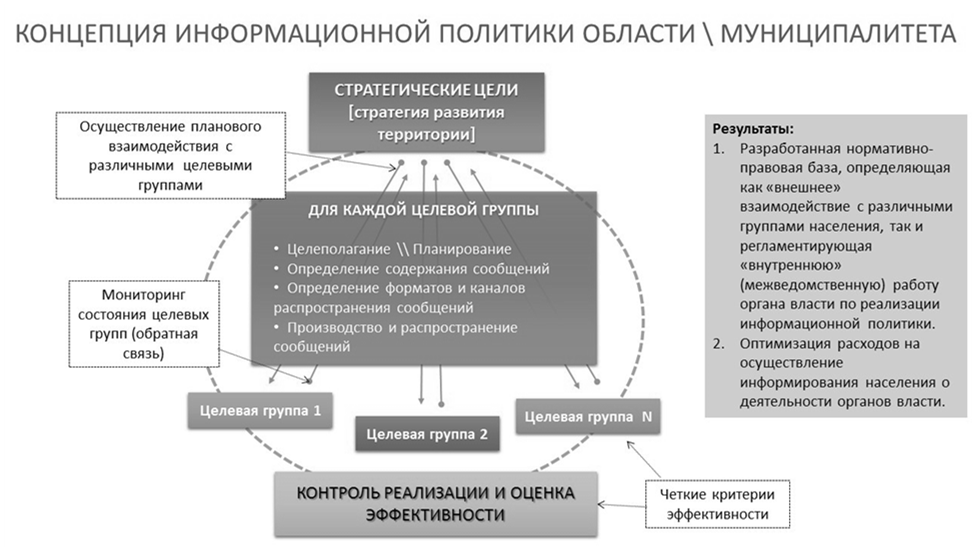 КОНЦЕПЦИЯ ИНФОРМАЦИОННОЙ ПОЛИТИКИ ОБЛАСТИ \ МУНИЦИПАЛИТЕТА
СТРАТЕГИЧЕСКИЕ ЦЕЛИ
[стратегия развития
территории]
Осуществление планового
взаимодействия с
различными целевыми
группами
ДЛЯ КАЖДОЙ ЦЕЛЕВОЙ ГРУППЫ
• Целеполагание \\ Планирование
• Определение содержания сообщений
• Определение форматов и каналов
распространения сообщений
• Производство и распространение
сообщений
Мониторинг
состояния целевых
групп (обратная
связь)
Целевая группа 1
Целевая группа 2
Целевая группа N
КОНТРОЛЬ РЕАЛИЗАЦИИ И ОЦЕНКА
ЭФФЕКТИВНОСТИ
Четкие критерии
эффективности
Результаты:
1. Разработанная нормативно-
правовая база, определяющая
как «внешнее»
взаимодействие с различными
группами населения, так и
регламентирующая
«внутреннюю»
(межведомственную) работу
органа власти по реализации
информационной политики.
2. Оптимизация расходов на
осуществление
информирования населения о
деятельности органов власти.